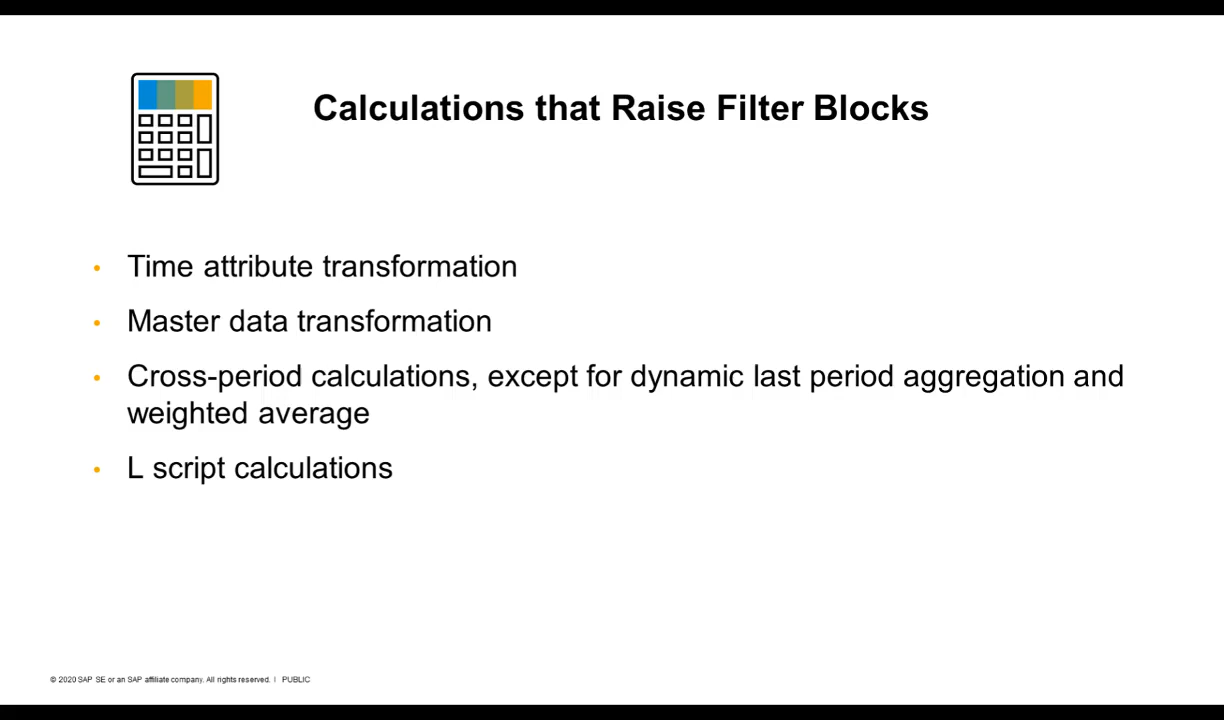 Calculations that Raise Filter Blocks
• Time attribute transformation
• Master data transformation
• Cross-period calculations, except for dynamic last period aggregation and
weighted average
• L script calculations
© 2020 SAP SE or an SAP affiliate company. All rights reserved. | PUBLIC